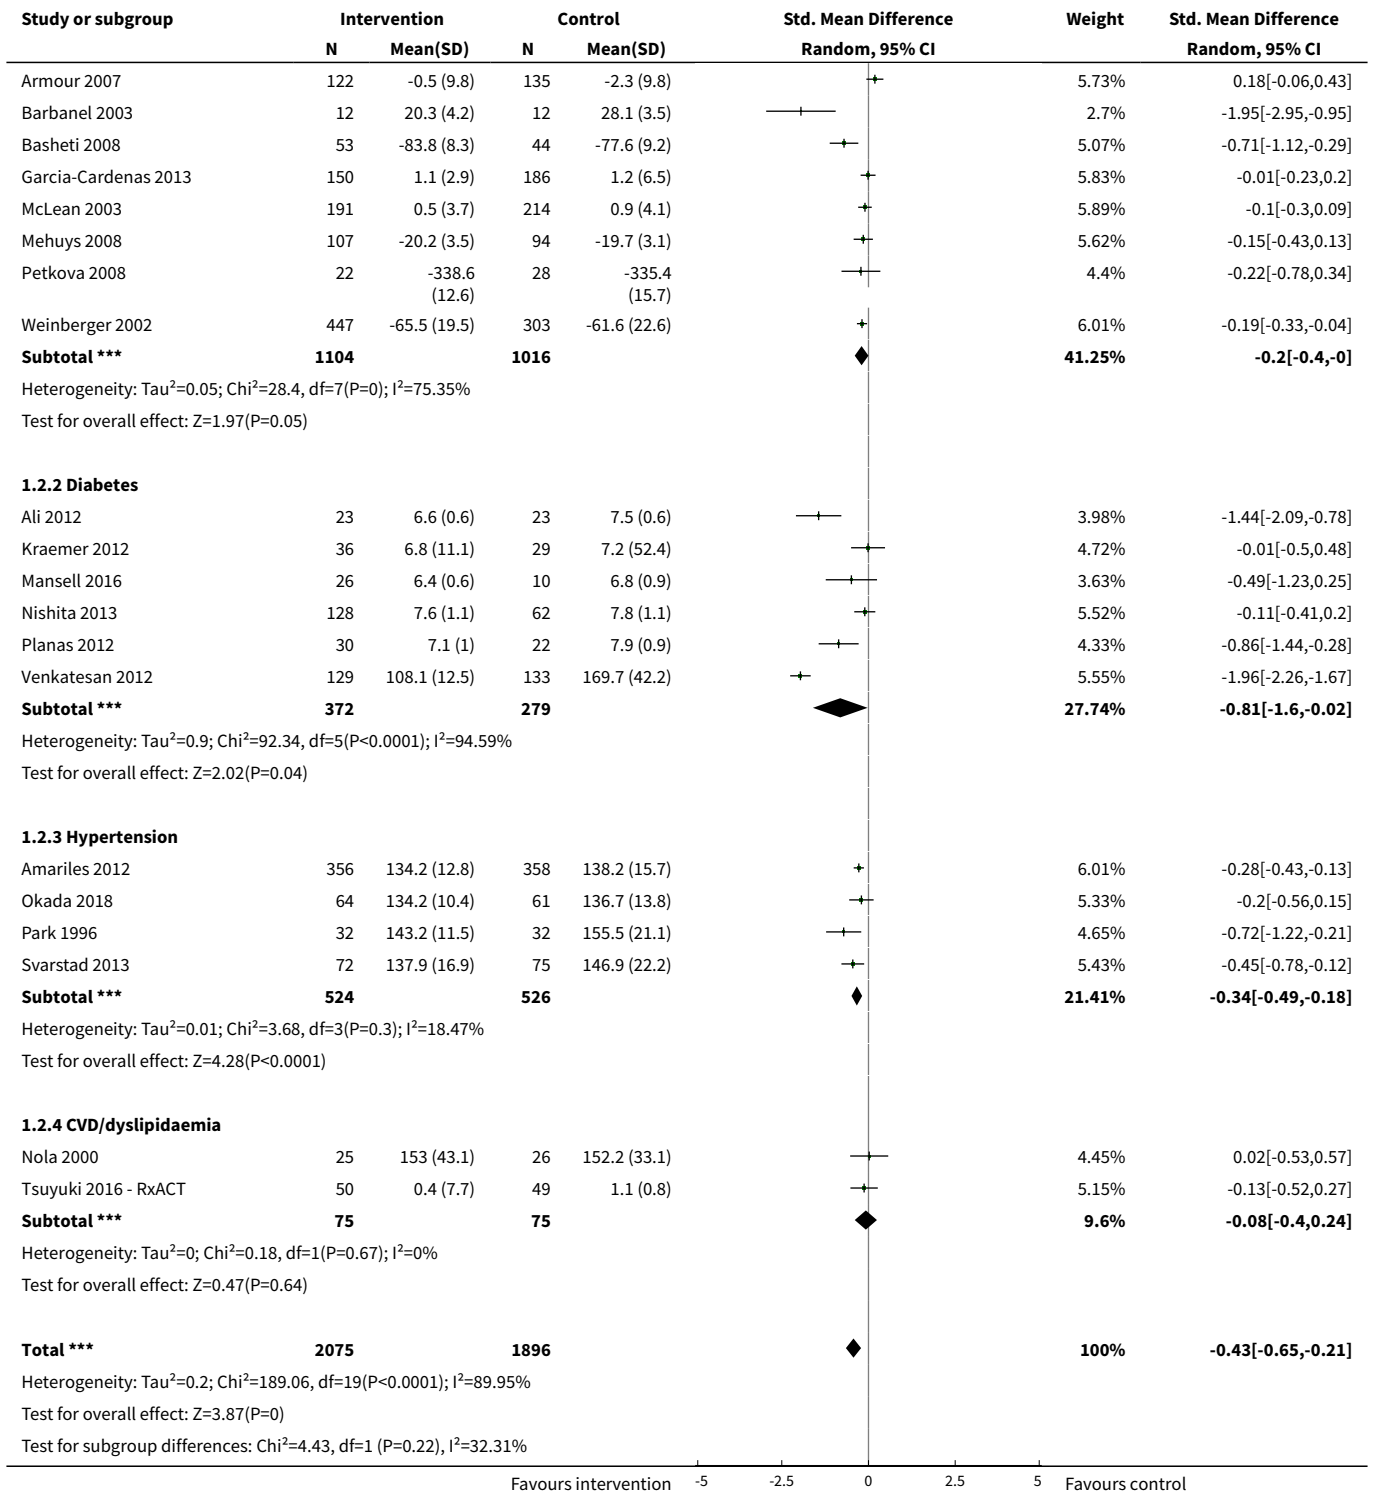 Study or subgroup Intervention Control Std. Mean Difference Weight Std. Mean Difference
N Mean(SD) N Mean(SD) Random, 95% CI Random, 95% CI
Armour 2007 122 -0.5 (9.8) 135 -2.3 (9.8) 5.73% 0.18[-0.06,0.43]
Barbanel 2003 12 20.3 (4.2) 12 28.1 (3.5) 2.7% -1.95[-2.95,-0.95]
Basheti 2008 53 -83.8 (8.3) 44 -77.6 (9.2) 5.07% -0.71[-1.12,-0.29]
Garcia-Cardenas 2013 150 1.1 (2.9) 186 1.2 (6.5) 5.83% -0.01[-0.23,0.2]
McLean 2003 191 0.5 (3.7) 214 0.9 (4.1) 5.89% -0.1[-0.3,0.09]
Mehuys 2008 107 -20.2 (3.5) 94 -19.7 (3.1) 5.62% -0.15[-0.43,0.13]
Petkova 2008 22 -338.6 28 -335.4 4.4% -0.22[-0.78,0.34]
(12.6) (15.7)
Weinberger 2002 447 -65.5 (19.5) 303 -61.6 (22.6) 6.01% -0.19[-0.33,-0.04]
Subtotal *** 1104 1016 41.25% -0.2[-0.4,-0]
Heterogeneity: Tau²=0.05; Chi²=28.4, df=7(P=0); I²=75.35%
Test for overall effect: Z=1.97(P=0.05)
1.2.2 Diabetes
Ali 2012 23 6.6 (0.6) 23 7.5 (0.6) 3.98% -1.44[-2.09,-0.78]
Kraemer 2012 36 6.8 (11.1) 29 7.2 (52.4) 4.72% -0.01[-0.5,0.48]
Mansell 2016 26 6.4 (0.6) 10 6.8 (0.9) 3.63% -0.49[-1.23,0.25]
Nishita 2013 128 7.6 (1.1) 62 7.8 (1.1) 5.52% -0.11[-0.41,0.2]
Planas 2012 30 7.1 (1) 22 7.9 (0.9) 4.33% -0.86[-1.44,-0.28]
Venkatesan 2012 129 108.1 (12.5) 133 169.7 (42.2) 5.55% -1.96[-2.26,-1.67]
Subtotal *** 372 279 27.74% -0.81[-1.6,-0.02]
Heterogeneity: Tau²=0.9; Chi²=92.34, df=5(P<0.0001); I²=94.59%
Test for overall effect: Z=2.02(P=0.04)
1.2.3 Hypertension
Amariles 2012 356 134.2 (12.8) 358 138.2 (15.7) 6.01% -0.28[-0.43,-0.13]
Okada 2018 64 134.2 (10.4) 61 136.7 (13.8) 5.33% -0.2[-0.56,0.15]
Park 1996 32 143.2 (11.5) 32 155.5 (21.1) 4.65% -0.72[-1.22,-0.21]
Svarstad 2013 72 137.9 (16.9) 75 146.9 (22.2) 5.43% -0.45[-0.78,-0.12]
Subtotal *** 524 526 21.41% -0.34[-0.49,-0.18]
Heterogeneity: Tau²=0.01; Chi²=3.68, df=3(P=0.3); I²=18.47%
Test for overall effect: Z=4.28(P<0.0001)
1.2.4 CVD/dyslipidaemia
Nola 2000 25 153 (43.1) 26 152.2 (33.1) 4.45% 0.02[-0.53,0.57]
Tsuyuki 2016 - RxACT 50 0.4 (7.7) 49 1.1 (0.8) 5.15% -0.13[-0.52,0.27]
Subtotal *** 75 75 9.6% -0.08[-0.4,0.24]
Heterogeneity: Tau²=0; Chi²=0.18, df=1(P=0.67); I²=0%
Test for overall effect: Z=0.47(P=0.64)
Total *** 2075 1896 100% -0.43[-0.65,-0.21]
Heterogeneity: Tau²=0.2; Chi²=189.06, df=19(P<0.0001); I²=89.95%
Test for overall effect: Z=3.87(P=0)
Test for subgroup differences: Chi²=4.43, df=1 (P=0.22), I²=32.31%
Favours intervention -5 -2.5 0 2.5 5 Favours control